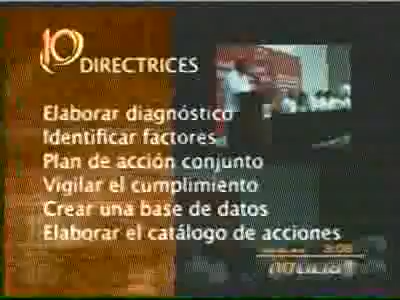 10 DIRECTRICES
Elaborar diagnóstico
Identificar factores
Plan de acción conjunto
Vigilar el cumplimiento
Crear una base de datos
Elaborar el catálogo de acciones
noticias